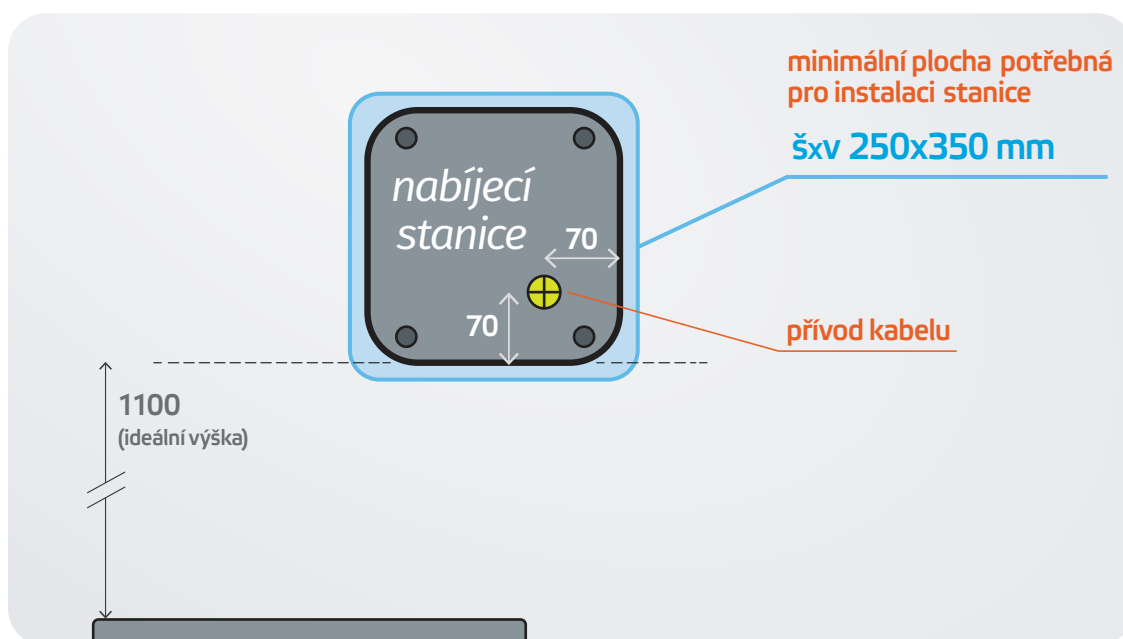 minimální plocha potřebná
pro instalaci stanice
šxv 250x350 mm
nabíjecí
stanice
70
70
přívod kabelu
1100
(ideální výška)